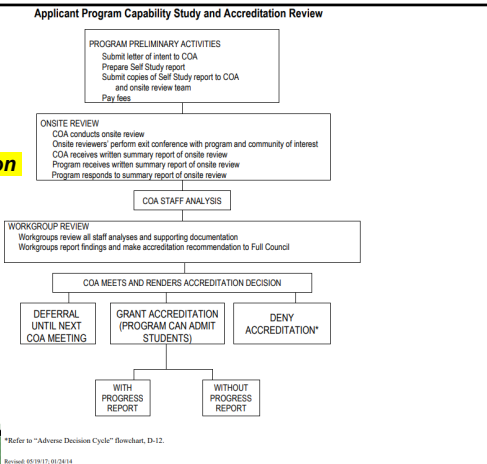 Applicant Program Capability Study and Accreditation Review
PROGRAM PRELIMINARY ACTIVITIES
Submit letter of intent to COA
Prepare Self Study report
Submit copies of Self Study report to COA
and onsite review team
Pay fees
ONSITE REVIEW
COA conducts onsite review
Onsite reviewers' perform exit conference with program and community of interest
COA receives written summary report of onsite review
Program receives written summary report of onsite review
Program responds to summary report of onsite review
on
COA STAFF ANALYSIS
WORKGROUP REVIEW
Workgroups review all staff analyses and supporting documentation
Workgroups report findings and make accreditation recommendation to Full Council
COA MEETS AND RENDERS ACCREDITATION DECISION
DEFERRAL
UNTIL NEXT
COA MEETING
GRANT ACCREDITATION
(PROGRAM CAN ADMIT
STUDENTS)
DENY
ACCREDITATION*
WITH
PROGRESS
REPORT
WITHOUT
PROGRESS
REPORT
*Refer to "Adverse Decision Cycle" flowchart, D-12.
Revised: 05/19/17; 01/24/14